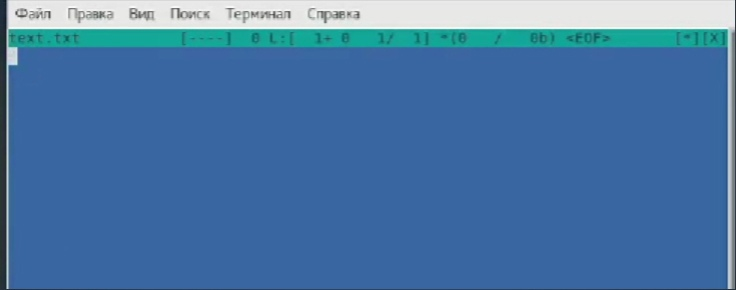 Файл Правка Вид Поиск Терминал Справка
text.txt [----] 0 L:[ 1+ 0 1/ 1] *(0 / 0b) <EOF> [*][X]